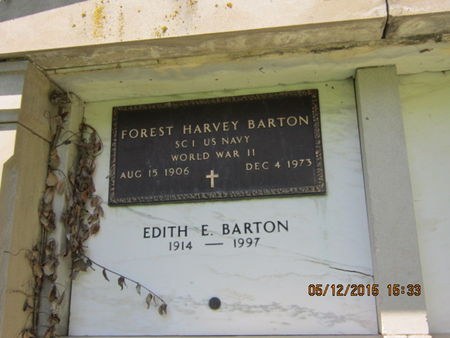 FOREST HARVEY BARTON
SC1 US NAVY
WORLD WAR II
AUG 15 1906 DEC 4 1973
EDITH E. BARTON
1914 — 1997
05/12/2015 15:33